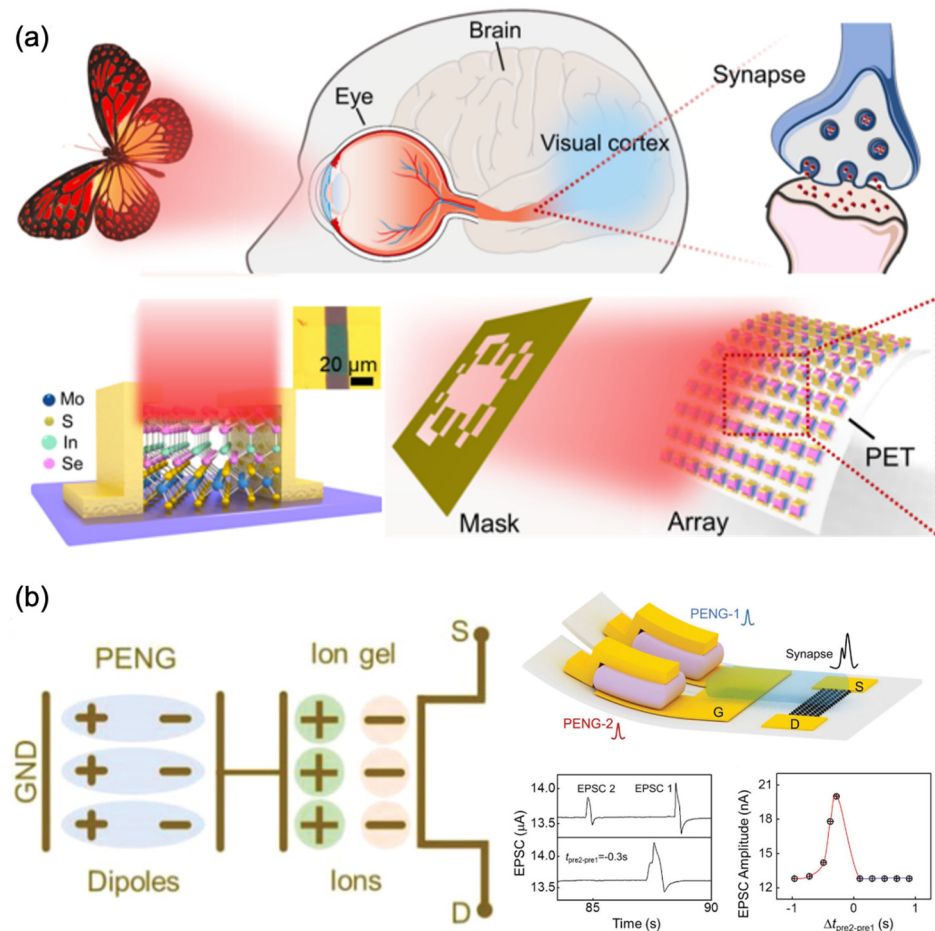 (a)
Brain
Eye
Visual cortex
Synapse
20 μm
Mo
S
In
Se
Mask
Array
PET
(b)
PENG
Ion gel
S
GND
+ − + −
+ − + −
+ − + −
Dipoles
Ions
D
PENG-1
Synapse
S
G
D
PENG-2
EPSC 2 EPSC 1
14.0
13.5
14.0
13.5
EPSC (μA)
tpre2-pre1=-0.3s
85 90
Time (s)
EPSC Amplitude (nA)
21
18
15
12
-1 0 1
Δtpre2-pre1 (s)